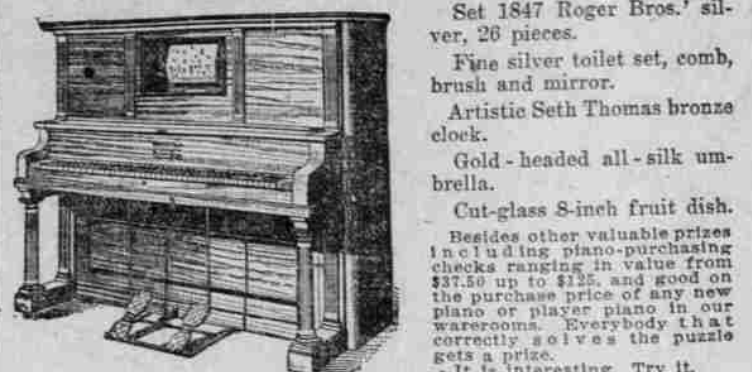 Set 1847 Roger Bros.' sil-
ver, 26 pieces.
Fine silver toilet set, comb,
brush and mirror.
Artistic Seth Thomas bronze
clock.
Gold-headed all-silk um-
brella.
Cut-glass 8-inch fruit dish.
Besides other valuable prizes
including piano-purchasing
checks ranging in value from
$37.50 up to $125, and good on
the purchase price of any new
piano or player piano in our
warerooms. Everybody that
correctly solves the puzzle
gets a prize.
It is interesting. Try it.